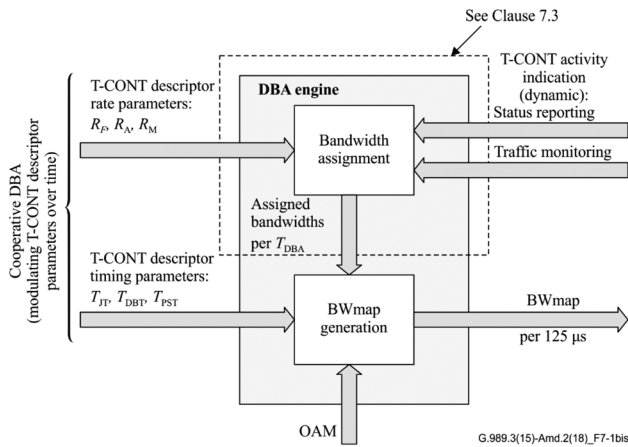 See Clause 7.3
T-CONT activity
indication
(dynamic):
Status reporting
Traffic monitoring
T-CONT descriptor
rate parameters:
R_F, R_A, R_M
DBA engine
Bandwidth
assignment
Assigned
bandwidths
per T_DBA
Cooperative DBA
(modulating T-CONT descriptor
parameters over time)
T-CONT descriptor
timing parameters:
T_JT, T_DBT, T_PST
BWmap
generation
BWmap
per 125 μs
OAM
G.989.3(15)-Amd.2(18)_F7-1bis